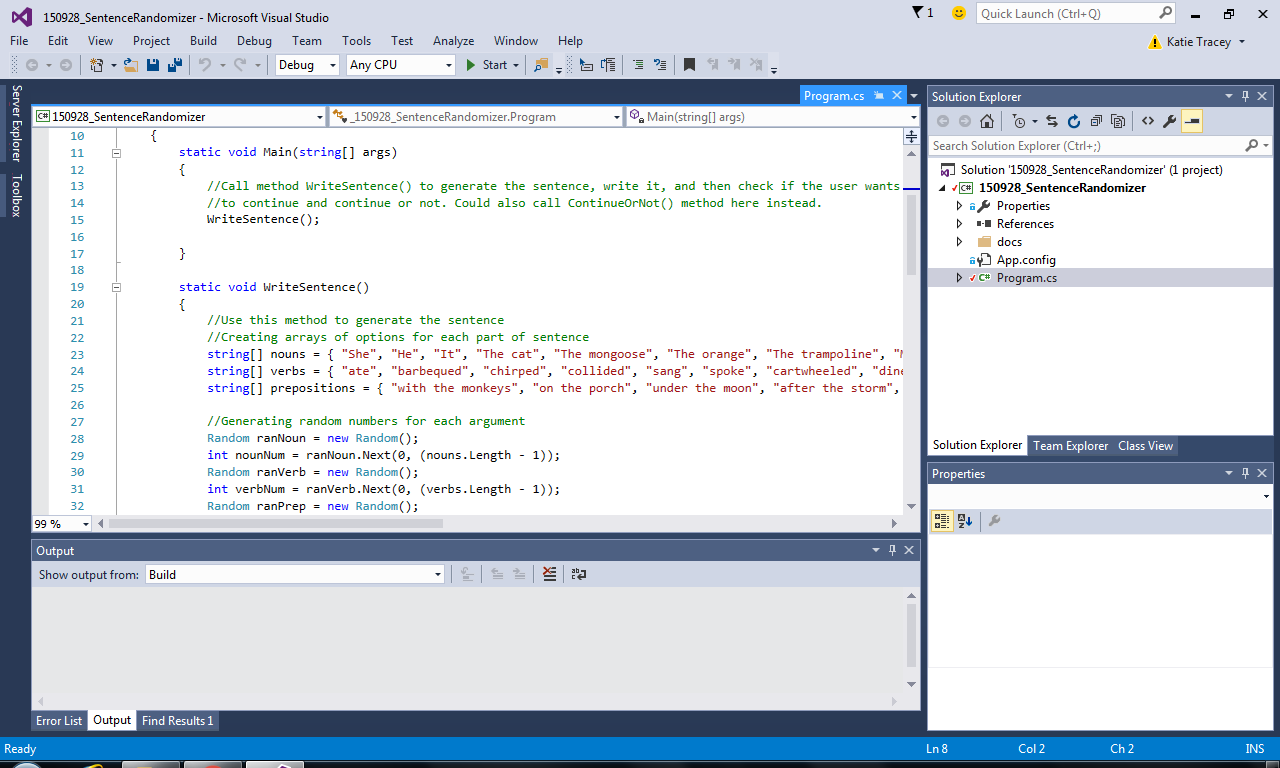 150928_SentenceRandomizer - Microsoft Visual Studio
1
Quick Launch (Ctrl+Q)
File Edit View Project Build Debug Team Tools Test Analyze Window Help
Katie Tracey
Debug Any CPU Start
Server Explorer
Toolbox
Program.cs
150928_SentenceRandomizer _150928_SentenceRandomizer.Program Main(string[] args)
10 {
11 static void Main(string[] args)
12 {
13 //Call method WriteSentence() to generate the sentence, write it, and then check if the user wants
14 //to continue and continue or not. Could also call ContinueOrNot() method here instead.
15 WriteSentence();
16
17 }
18
19 static void WriteSentence()
20 {
21 //Use this method to generate the sentence
22 //Creating arrays of options for each part of sentence
23 string[] nouns = { "She", "He", "It", "The cat", "The mongoose", "The orange", "The trampoline", "
24 string[] verbs = { "ate", "barbequed", "chirped", "collided", "sang", "spoke", "cartwheeled", "dine
25 string[] prepositions = { "with the monkeys", "on the porch", "under the moon", "after the storm",
26
27 //Generating random numbers for each argument
28 Random ranNoun = new Random();
29 int nounNum = ranNoun.Next(0, (nouns.Length - 1));
30 Random ranVerb = new Random();
31 int verbNum = ranVerb.Next(0, (verbs.Length - 1));
32 Random ranPrep = new Random();
99 %
Output
Show output from: Build
Error List Output Find Results 1
Solution Explorer
Search Solution Explorer (Ctrl+;)
Solution '150928_SentenceRandomizer' (1 project)
150928_SentenceRandomizer
Properties
References
docs
App.config
Program.cs
Solution Explorer Team Explorer Class View
Properties
Ready Ln 8 Col 2 Ch 2 INS